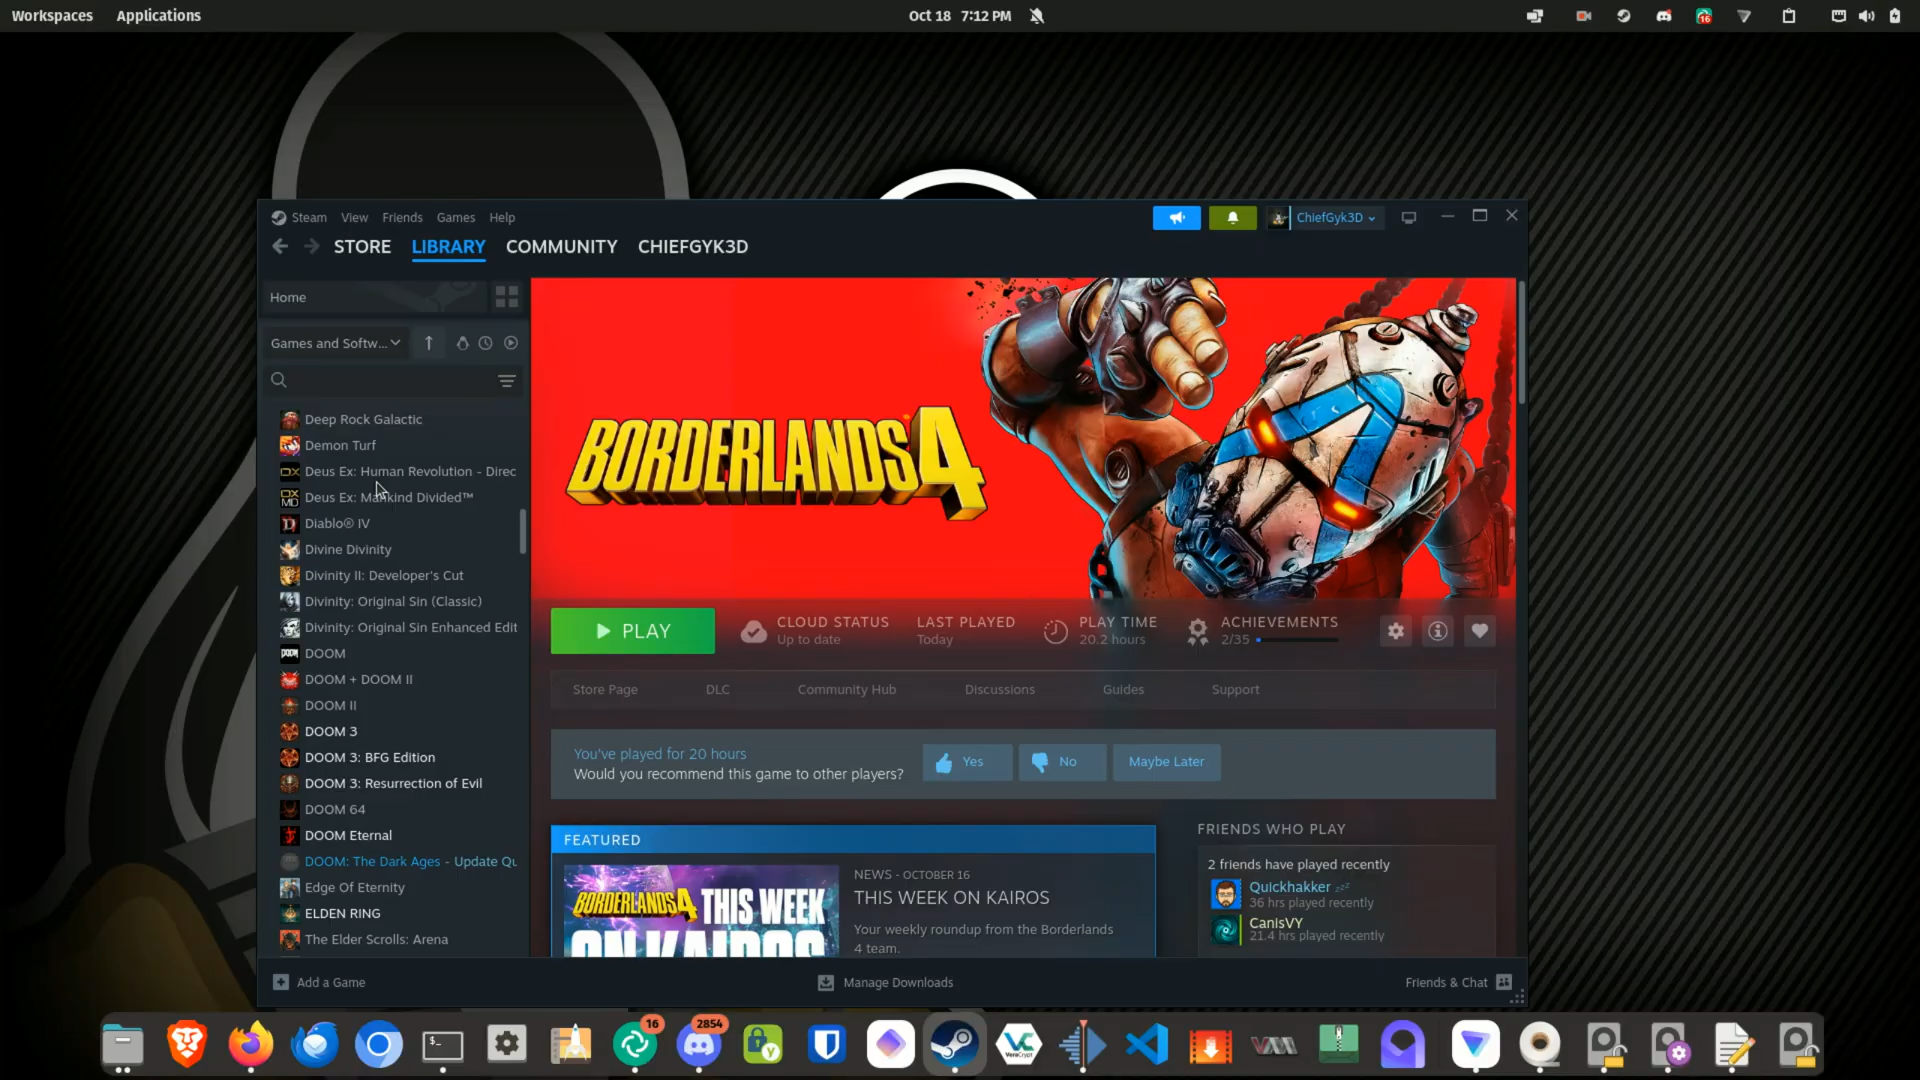 Workspaces Applications Oct 18 7:12 PM 16
Steam View Friends Games Help ChiefGyk3D
STORE LIBRARY COMMUNITY CHIEFGYK3D
Home
Games and Softw...
Deep Rock Galactic
Demon Turf
Deus Ex: Human Revolution - Direc
Deus Ex: Mankind Divided™
Diablo® IV
Divine Divinity
Divinity II: Developer's Cut
Divinity: Original Sin (Classic)
Divinity: Original Sin Enhanced Edit
DOOM
DOOM + DOOM II
DOOM II
DOOM 3
DOOM 3: BFG Edition
DOOM 3: Resurrection of Evil
DOOM 64
DOOM Eternal
DOOM: The Dark Ages - Update Qu
Edge Of Eternity
ELDEN RING
The Elder Scrolls: Arena
BORDERLANDS 4
PLAY
CLOUD STATUS
Up to date
LAST PLAYED
Today
PLAY TIME
20.2 hours
ACHIEVEMENTS
2/35
Store Page DLC Community Hub Discussions Guides Support
You've played for 20 hours
Would you recommend this game to other players?
Yes No Maybe Later
FEATURED
BORDERLANDS 4 THIS WEEK
ON KAIROS
NEWS - OCTOBER 16
THIS WEEK ON KAIROS
Your weekly roundup from the Borderlands
4 team.
FRIENDS WHO PLAY
2 friends have played recently
Quickhakker zzz
36 hrs played recently
CanisVY
21.4 hrs played recently
Add a Game Manage Downloads Friends & Chat
16 2854
$_
VeraCrypt